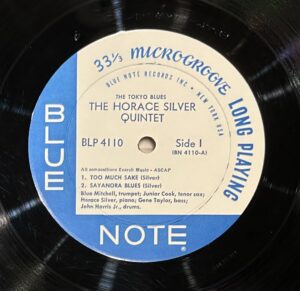 33⅓ MICROGROOVE LONG PLAYING
BLUE NOTE RECORDS INC • NEW YORK USA
THE TOKYO BLUES
THE HORACE SILVER
QUINTET
BLP 4110 Side 1
(BN 4110-A)
All compositions Ecaroh Music - ASCAP
1. TOO MUCH SAKE (Silver)
2. SAYANORA BLUES (Silver)
Blue Mitchell, trumpet; Junior Cook, tenor sax;
Horace Silver, piano; Gene Taylor, bass;
John Harris Jr., drums.
BLUE
NOTE